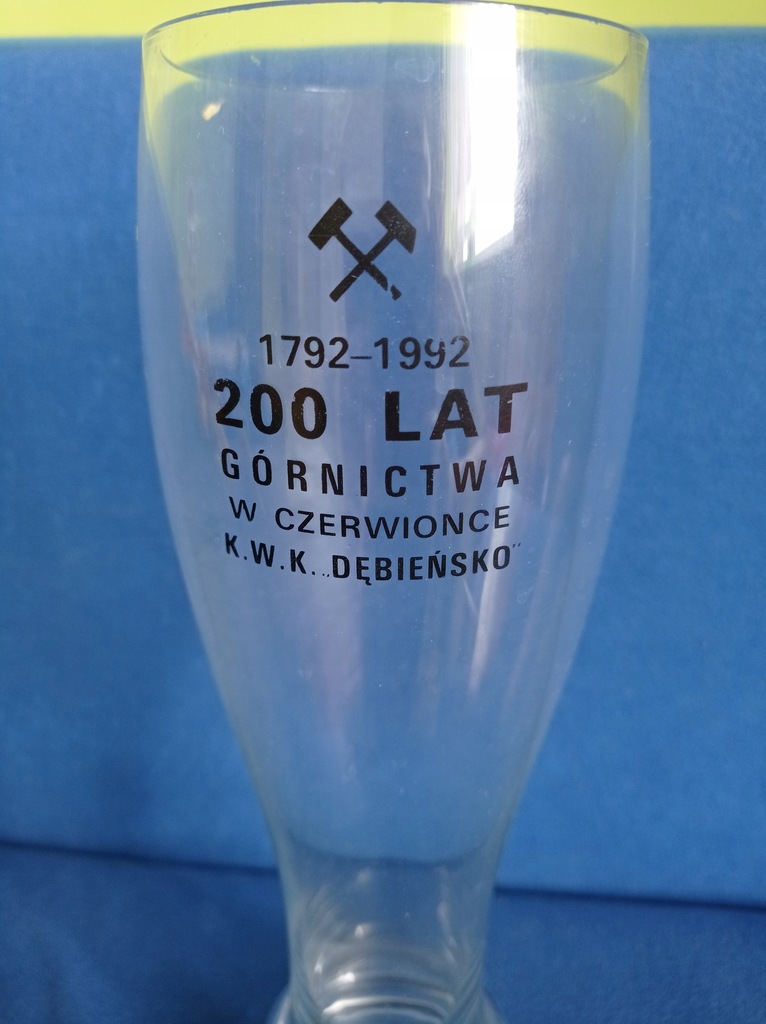 1792–1992
200 LAT
GÓRNICTWA
W CZERWIONCE
K.W.K. „DĘBIEŃSKO”